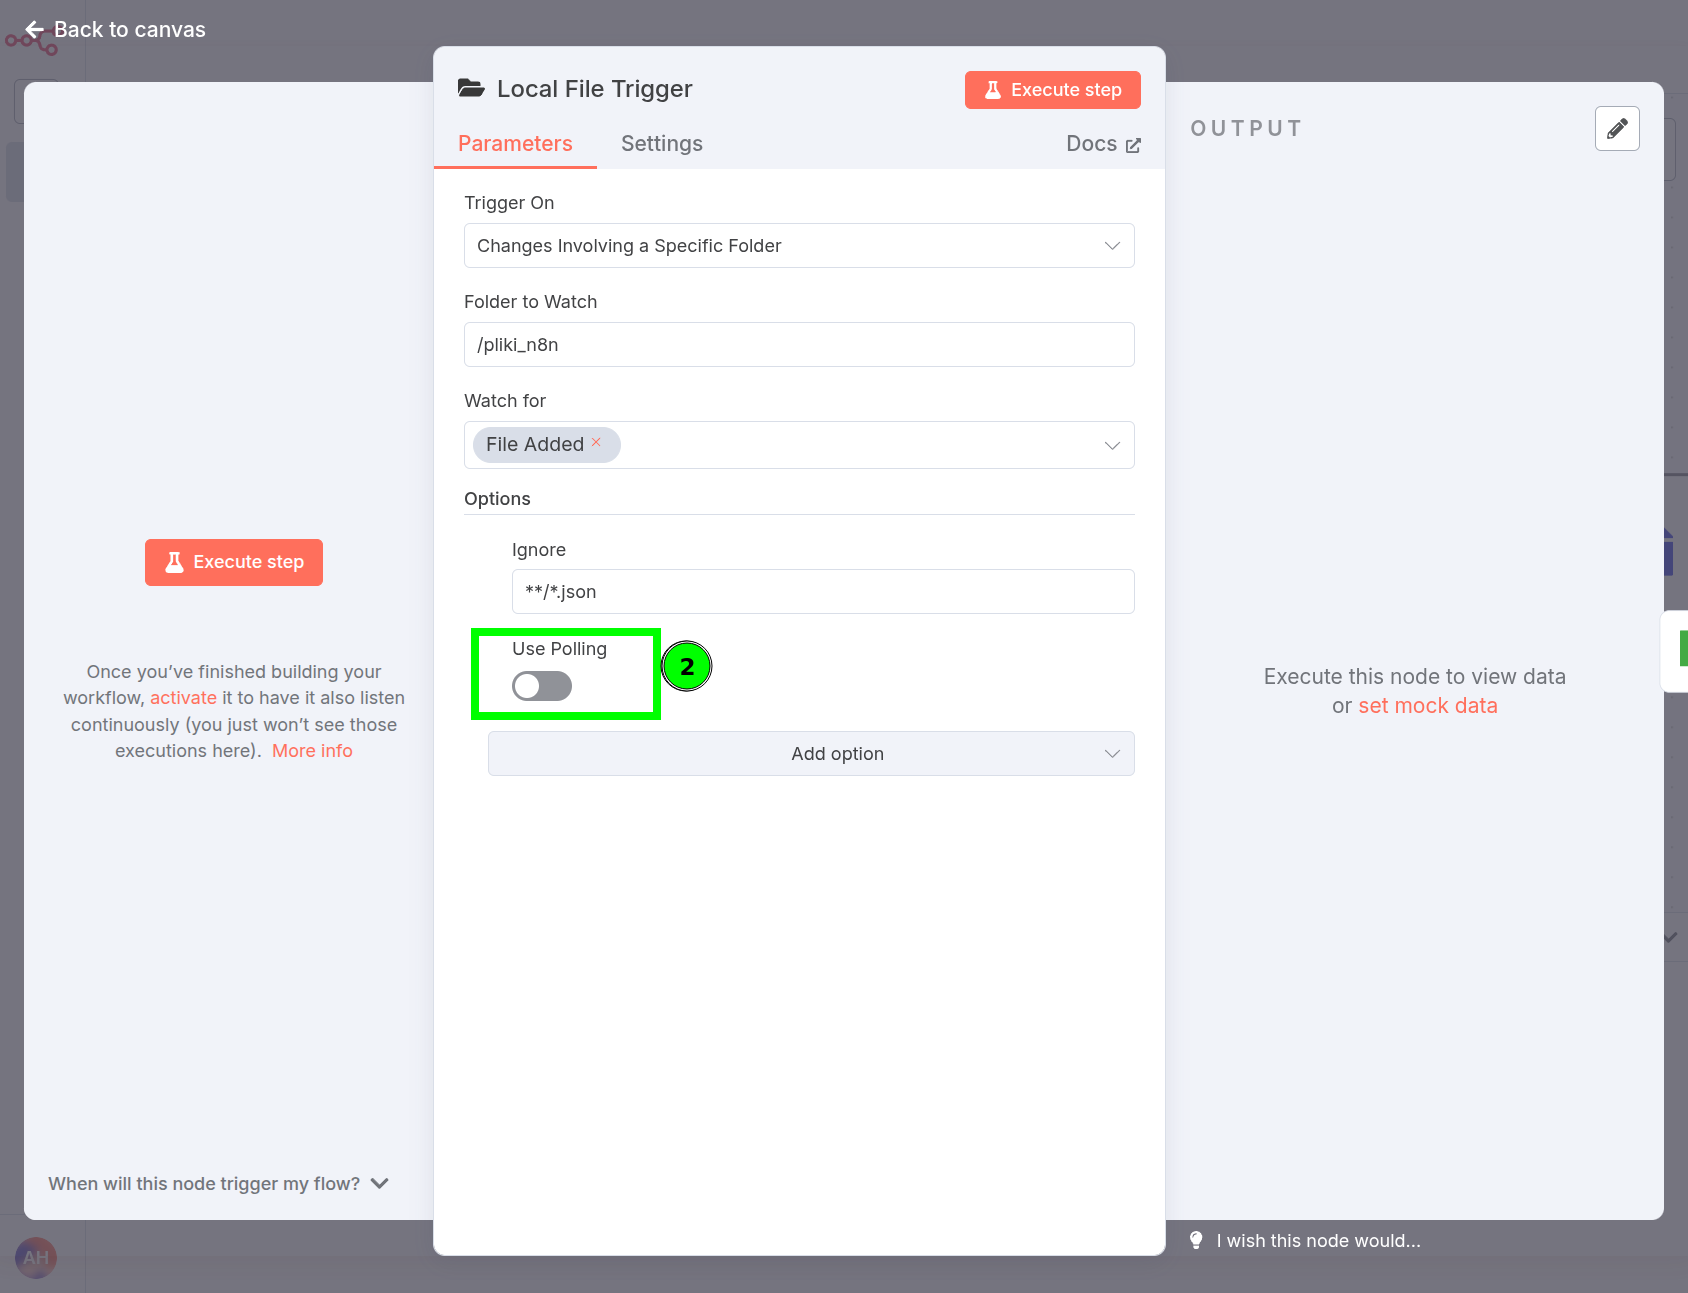 Back to canvas
Local File Trigger
Execute step
Parameters
Settings
Docs
OUTPUT
Trigger On
Changes Involving a Specific Folder
Folder to Watch
/pliki_n8n
Watch for
File Added ×
Options
Ignore
**/*.json
Use Polling
2
Add option
Execute step
Once you’ve finished building your
workflow, activate it to have it also listen
continuously (you just won’t see those
executions here). More info
When will this node trigger my flow?
Execute this node to view data
or set mock data
AH
I wish this node would...